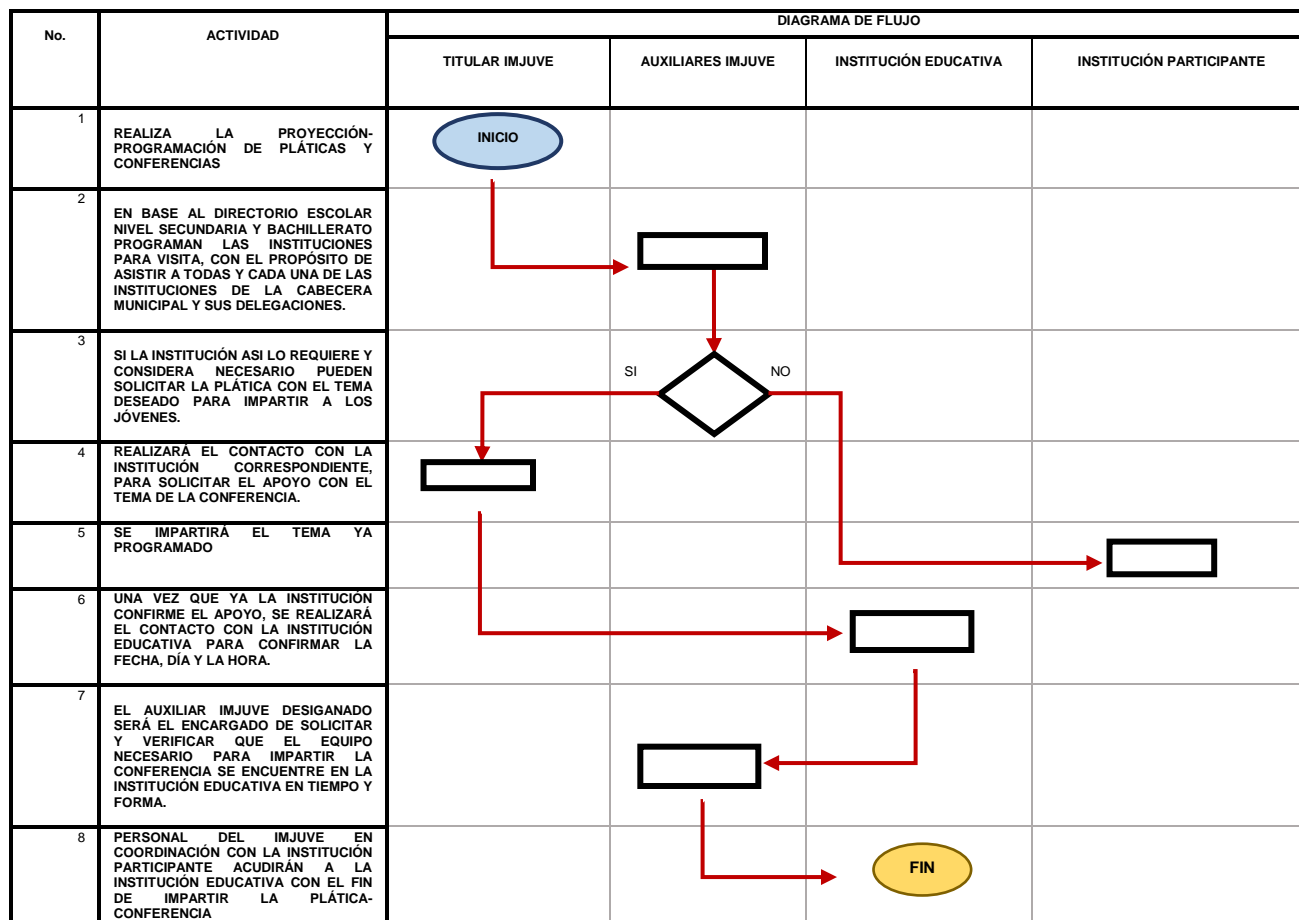 No.
ACTIVIDAD
DIAGRAMA DE FLUJO
TITULAR IMJUVE
AUXILIARES IMJUVE
INSTITUCIÓN EDUCATIVA
INSTITUCIÓN PARTICIPANTE
1
REALIZA LA PROYECCIÓN-
PROGRAMACIÓN DE PLÁTICAS Y
CONFERENCIAS
INICIO
2
EN BASE AL DIRECTORIO ESCOLAR
NIVEL SECUNDARIA Y BACHILLERATO
PROGRAMAN LAS INSTITUCIONES
PARA VISITA, CON EL PROPÓSITO DE
ASISTIR A TODAS Y CADA UNA DE LAS
INSTITUCIONES DE LA CABECERA
MUNICIPAL Y SUS DELEGACIONES.
3
SI LA INSTITUCIÓN ASI LO REQUIERE Y
CONSIDERA NECESARIO PUEDEN
SOLICITAR LA PLÁTICA CON EL TEMA
DESEADO PARA IMPARTIR A LOS
JÓVENES.
SI
NO
4
REALIZARÁ EL CONTACTO CON LA
INSTITUCIÓN CORRESPONDIENTE,
PARA SOLICITAR EL APOYO CON EL
TEMA DE LA CONFERENCIA.
5
SE IMPARTIRÁ EL TEMA YA
PROGRAMADO
6
UNA VEZ QUE YA LA INSTITUCIÓN
CONFIRME EL APOYO, SE REALIZARÁ
EL CONTACTO CON LA INSTITUCIÓN
EDUCATIVA PARA CONFIRMAR LA
FECHA, DÍA Y LA HORA.
7
EL AUXILIAR IMJUVE DESIGANADO
SERÁ EL ENCARGADO DE SOLICITAR
Y VERIFICAR QUE EL EQUIPO
NECESARIO PARA IMPARTIR LA
CONFERENCIA SE ENCUENTRE EN LA
INSTITUCIÓN EDUCATIVA EN TIEMPO Y
FORMA.
8
PERSONAL DEL IMJUVE EN
COORDINACIÓN CON LA INSTITUCIÓN
PARTICIPANTE ACUDIRÁN A LA
INSTITUCIÓN EDUCATIVA CON EL FIN
DE IMPARTIR LA PLÁTICA-
CONFERENCIA
FIN